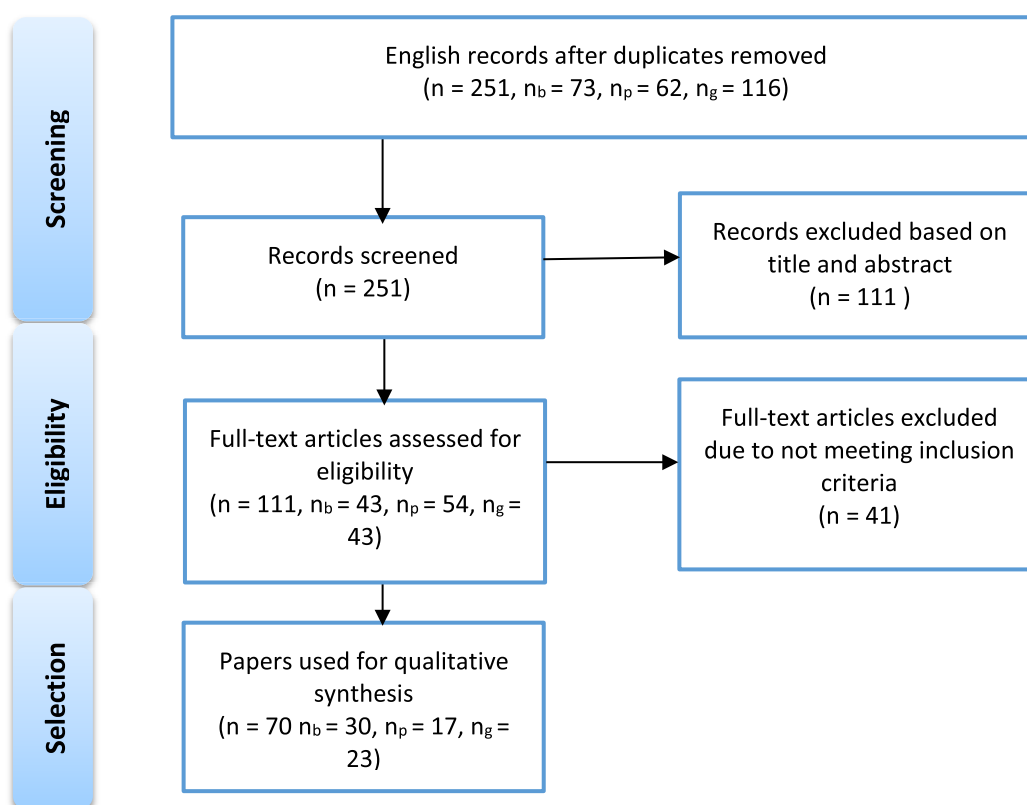 Screening
English records after duplicates removed
(n = 251, nb = 73, np = 62, ng = 116)
Records screened
(n = 251)
Records excluded based on
title and abstract
(n = 111 )
Eligibility
Full-text articles assessed for
eligibility
(n = 111, nb = 43, np = 54, ng =
43)
Full-text articles excluded
due to not meeting inclusion
criteria
(n = 41)
Selection
Papers used for qualitative
synthesis
(n = 70 nb = 30, np = 17, ng =
23)